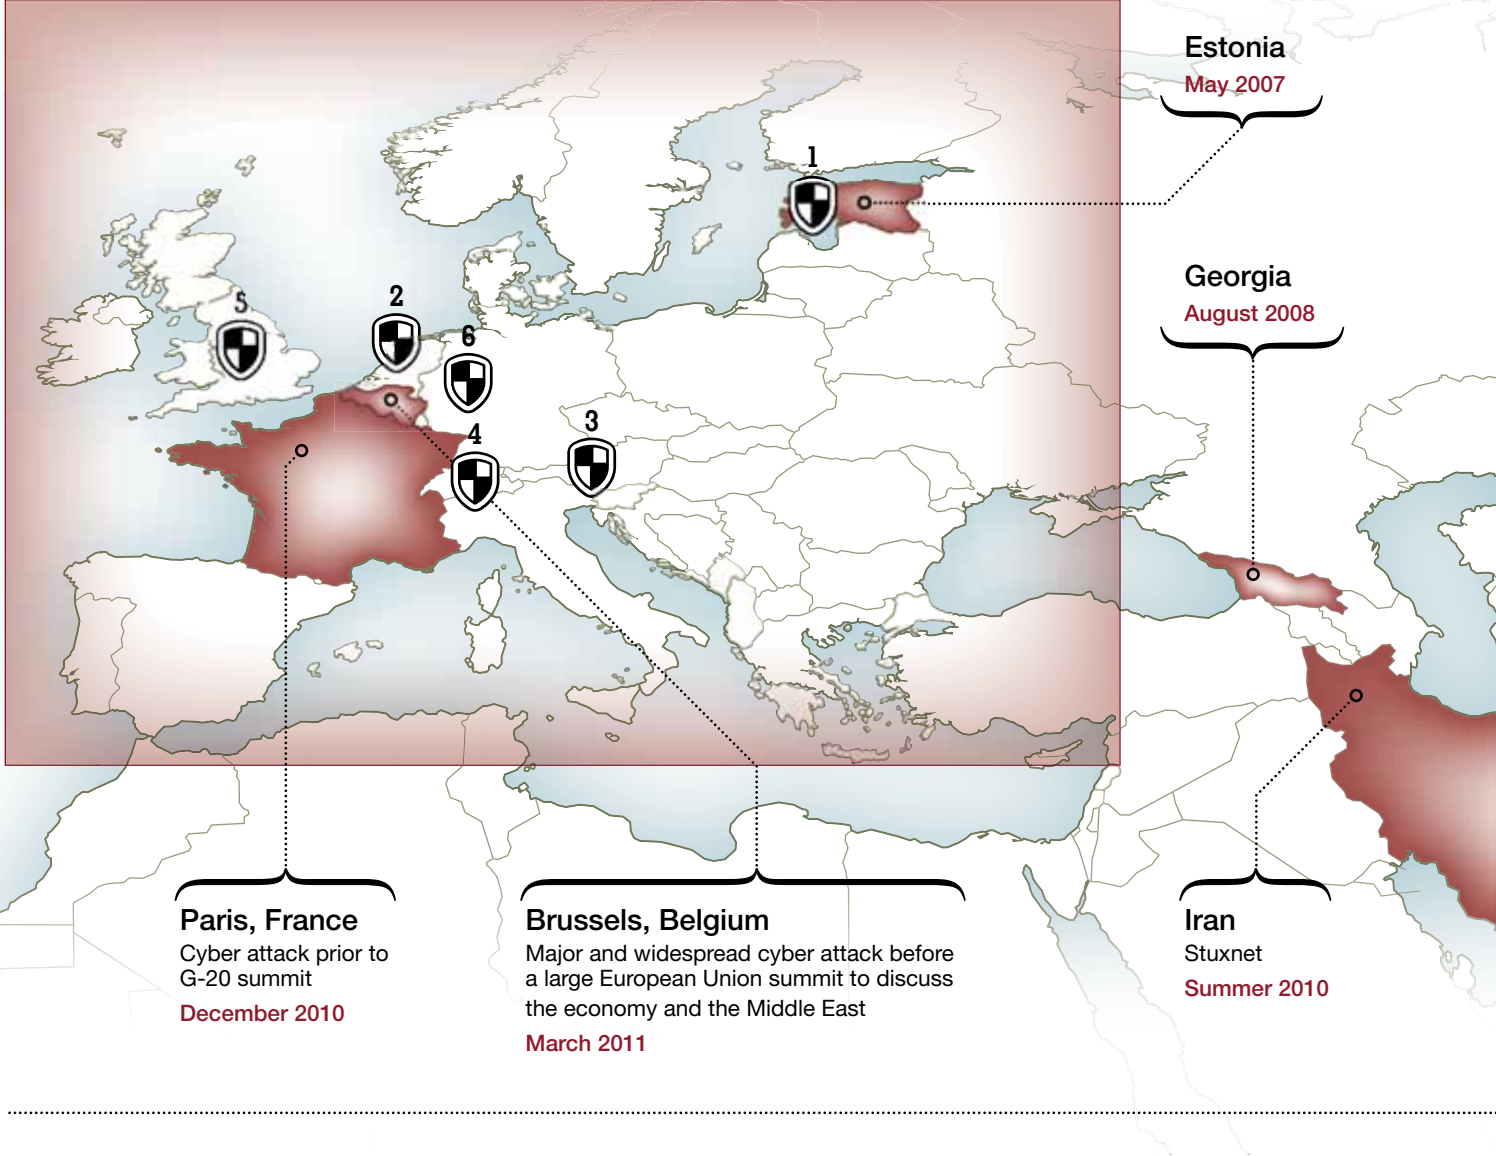 Estonia
May 2007
1
Georgia
August 2008
5
2
6
3
4
Paris, France
Cyber attack prior to
G-20 summit
December 2010
Brussels, Belgium
Major and widespread cyber attack before
a large European Union summit to discuss
the economy and the Middle East
March 2011
Iran
Stuxnet
Summer 2010